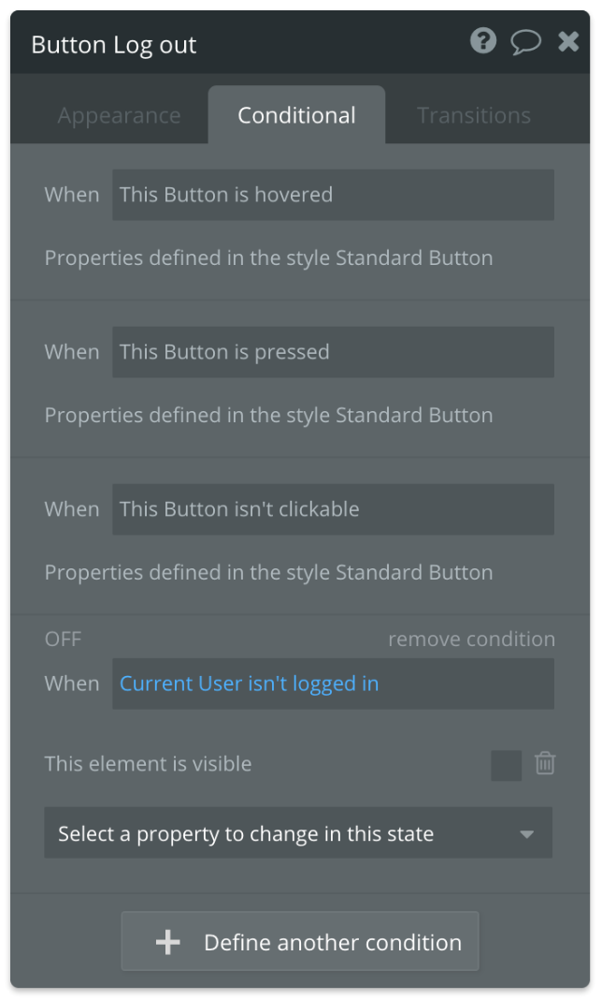 Button Log out
Appearance
Conditional
Transitions
When
This Button is hovered
Properties defined in the style Standard Button
When
This Button is pressed
Properties defined in the style Standard Button
When
This Button isn't clickable
Properties defined in the style Standard Button
OFF
remove condition
When
Current User isn't logged in
This element is visible
Select a property to change in this state
Define another condition